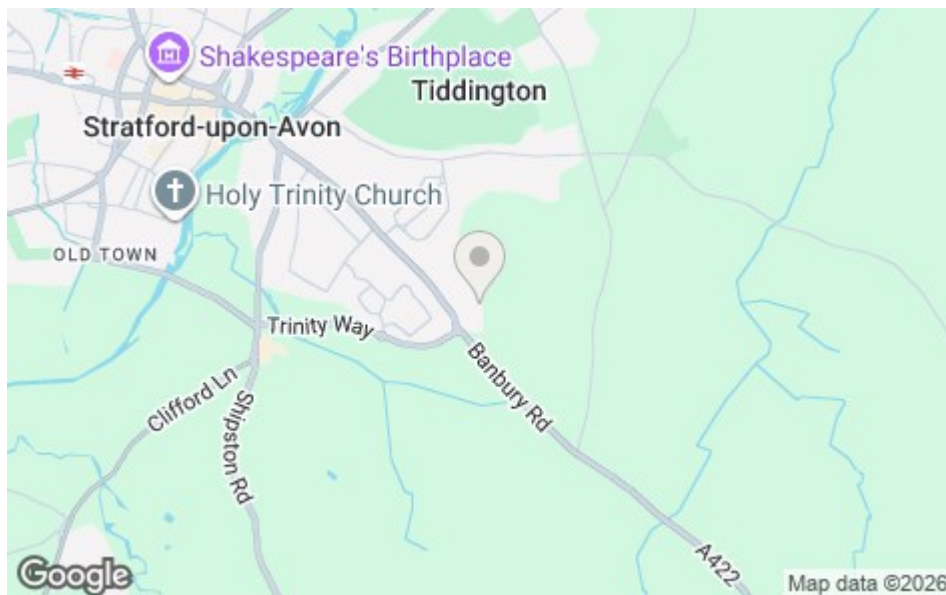 Shakespeare's Birthplace
Tiddington
Stratford-upon-Avon
Holy Trinity Church
OLD TOWN
Trinity Way
Banbury Rd
Clifford Ln
Shipston Rd
A422
Google
Map data ©2026